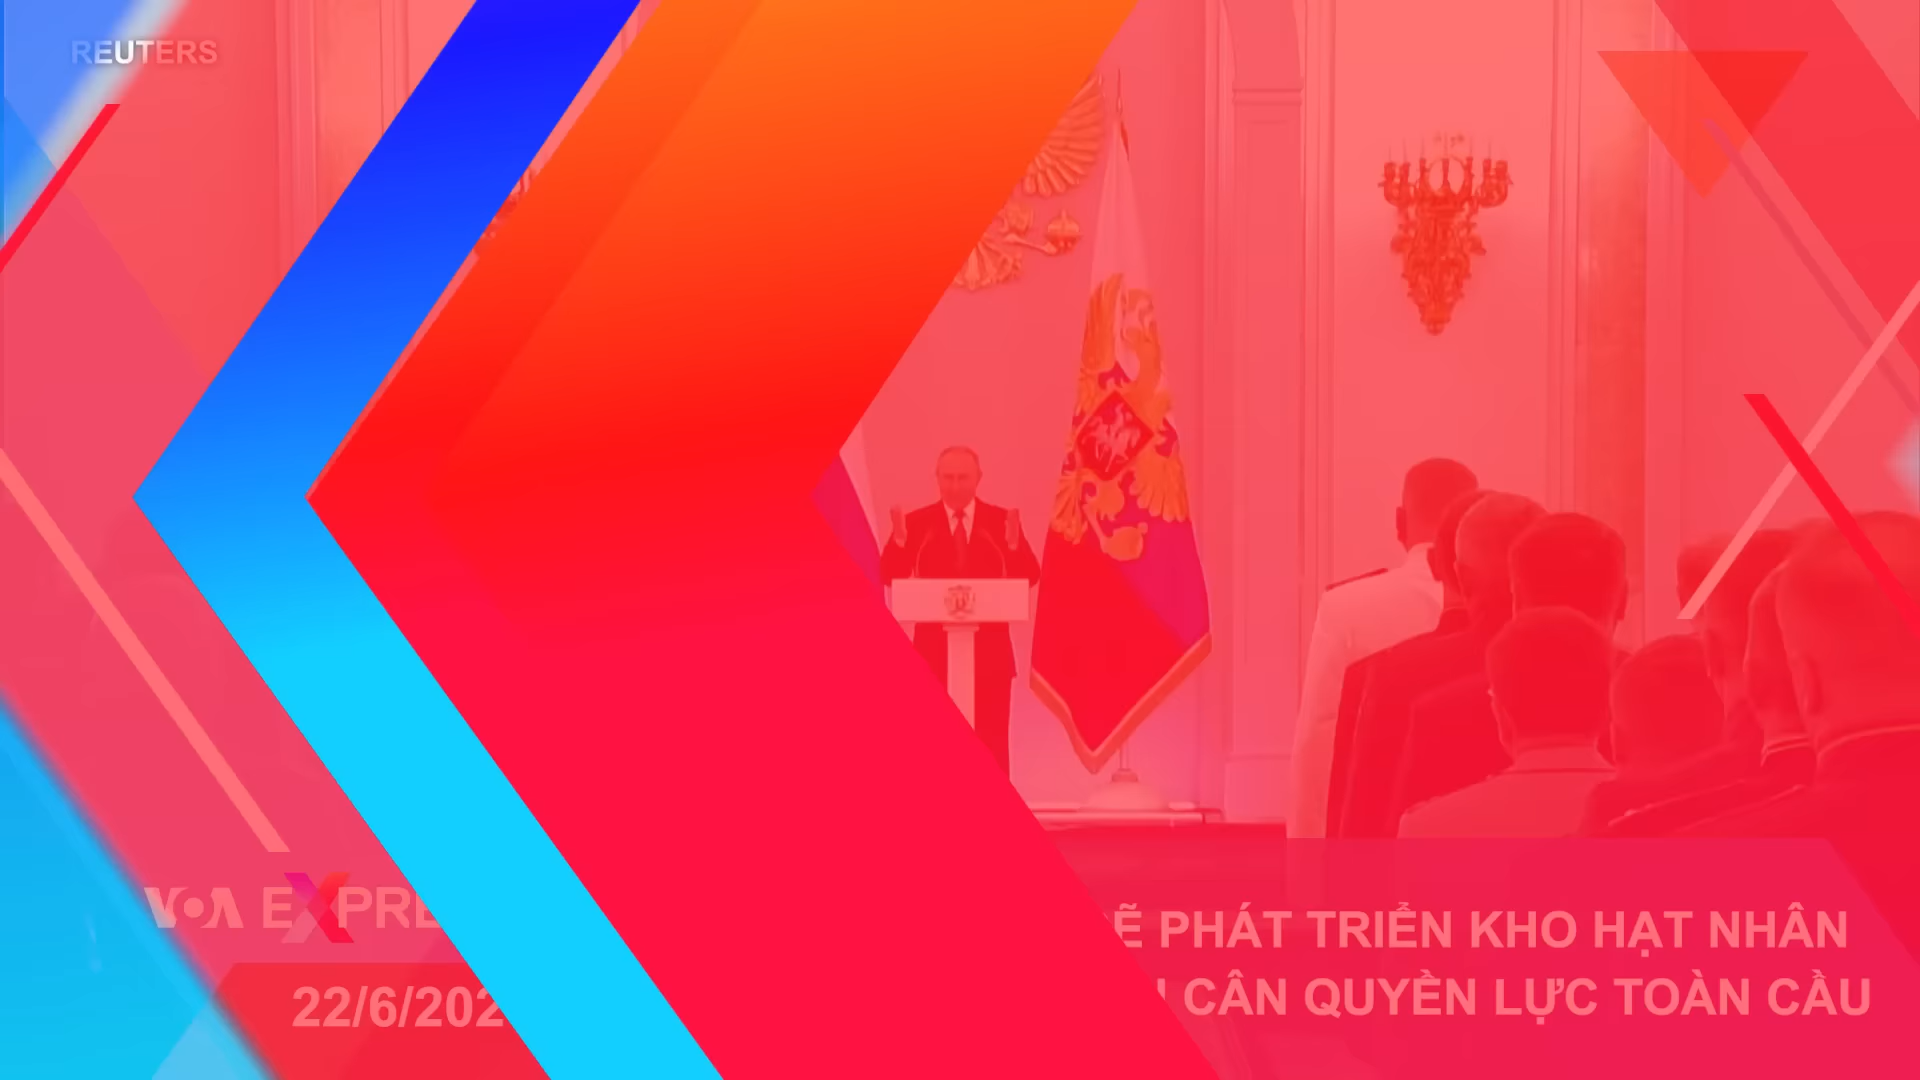 REUTERS
VOA EXPRE
22/6/202
Ẽ PHÁT TRIỂN KHO HẠT NHÂN
CÂN QUYỀN LỰC TOÀN CẦU